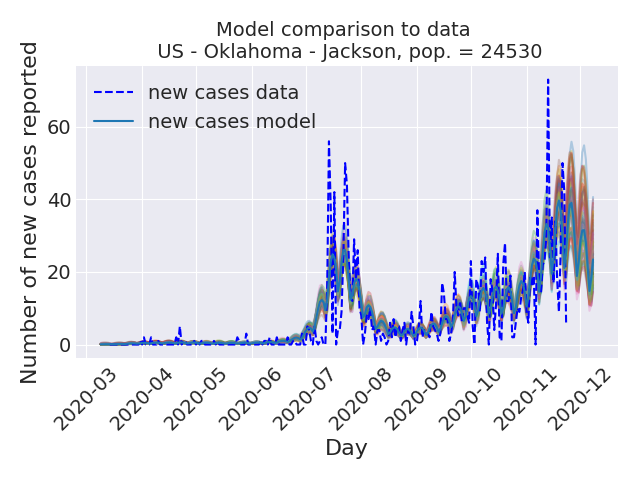 Model comparison to data
US - Oklahoma - Jackson, pop. = 24530
Number of new cases reported
60
40
20
0
new cases data
new cases model
2020-03
2020-04
2020-05
2020-06
2020-07
2020-08
2020-09
2020-10
2020-11
2020-12
Day